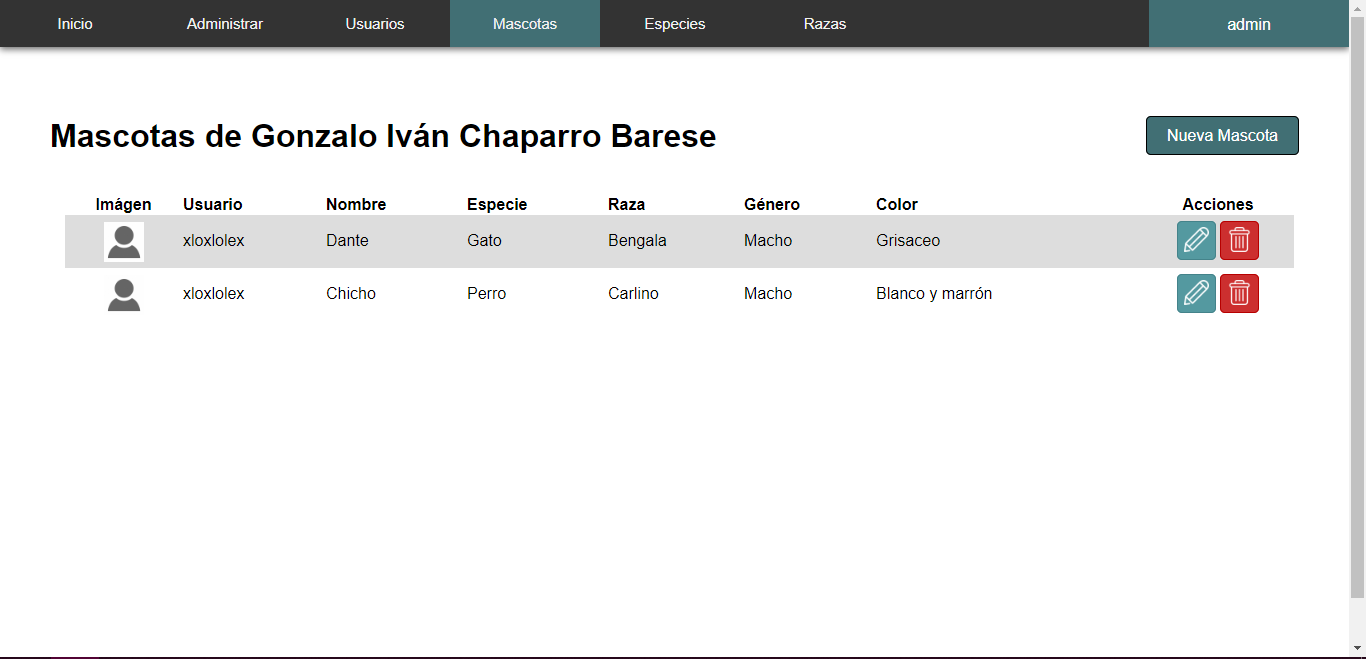 Inicio Administrar Usuarios Mascotas Especies Razas admin
Mascotas de Gonzalo Iván Chaparro Barese Nueva Mascota
Imágen Usuario Nombre Especie Raza Género Color Acciones
xloxlolex Dante Gato Bengala Macho Grisaceo
xloxlolex Chicho Perro Carlino Macho Blanco y marrón